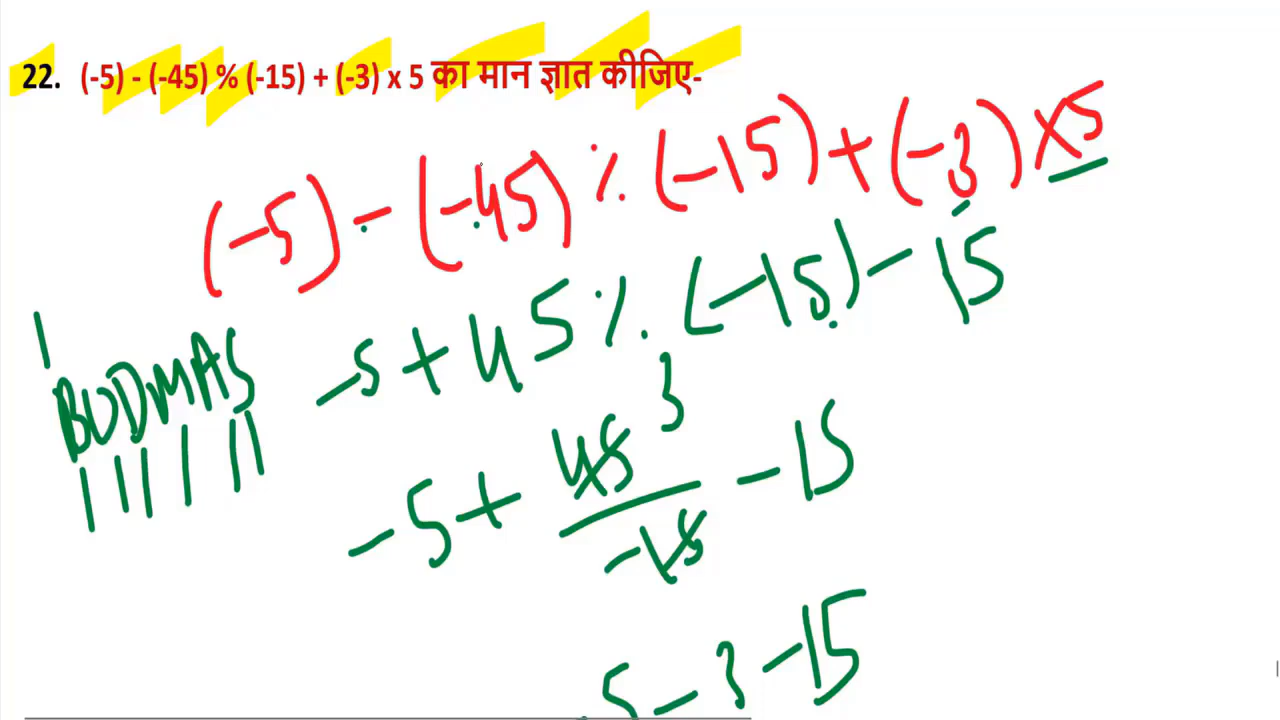 22. (-5) - (-45) % (-15) + (-3) x 5 का मान ज्ञात कीजिए-
(-5) - (-45) % (-15) + (-3) x 5
-5 + 45 % (-15) - 15
BODMAS
3
-5 + 45/-15 - 15
5 - 3 - 15